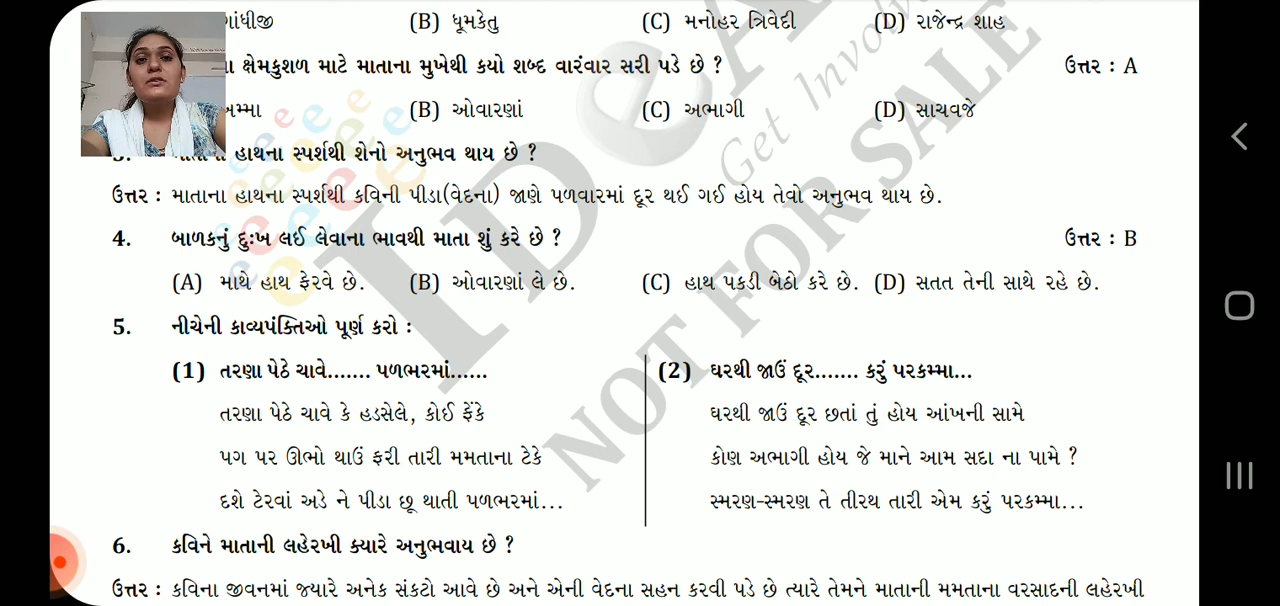 ગાંધીજી (B) ધૂમકેતુ (C) મનોહર ત્રિવેદી (D) રાજેન્દ્ર શાહ
ક્ષેમકુશળ માટે માતાના મુખેથી કયો શબ્દ વારંવાર સરી પડે છે ? ઉત્તર : A
અમ્મા (B) ઓવારણાં (C) અભાગી (D) સાચવજે
હાથના સ્પર્શથી શેનો અનુભવ થાય છે ?
ઉત્તર : માતાના હાથના સ્પર્શથી કવિની પીડા(વેદના) જાણે પળવારમાં દૂર થઈ ગઈ હોય તેવો અનુભવ થાય છે.
4. બાળકનું દુઃખ લઈ લેવાના ભાવથી માતા શું કરે છે ? ઉત્તર : B
(A) માથે હાથ ફેરવે છે. (B) ઓવારણાં લે છે. (C) હાથ પકડી બેઠો કરે છે. (D) સતત તેની સાથે રહે છે.
5. નીચેની કાવ્યપંક્તિઓ પૂર્ણ કરો :
(1) તરણા પેઠે ચાવે....... પળભરમાં......
તરણા પેઠે ચાવે કે હડસેલે, કોઈ ફેંકે
પગ પર ઊભો થાઉં ફરી તારી મમતાના ટેકે
દશે ટેરવાં અડે ને પીડા છૂ થાતી પળભરમાં...
(2) ઘરથી જાઉં દૂર....... કરું પરકમ્મા...
ઘરથી જાઉં દૂર છતાં તું હોય આંખની સામે
કોણ અભાગી હોય જે માને આમ સદા ના પામે ?
સ્મરણ-સ્મરણ તે તીરથ તારી એમ કરું પરકમ્મા...
6. કવિને માતાની લહેરખી ક્યારે અનુભવાય છે ?
ઉત્તર : કવિના જીવનમાં જ્યારે અનેક સંકટો આવે છે અને એની વેદના સહન કરવી પડે છે ત્યારે તેમને માતાની મમતાના વરસાદની લહેરખી
Get Involv
NOT FOR SALE